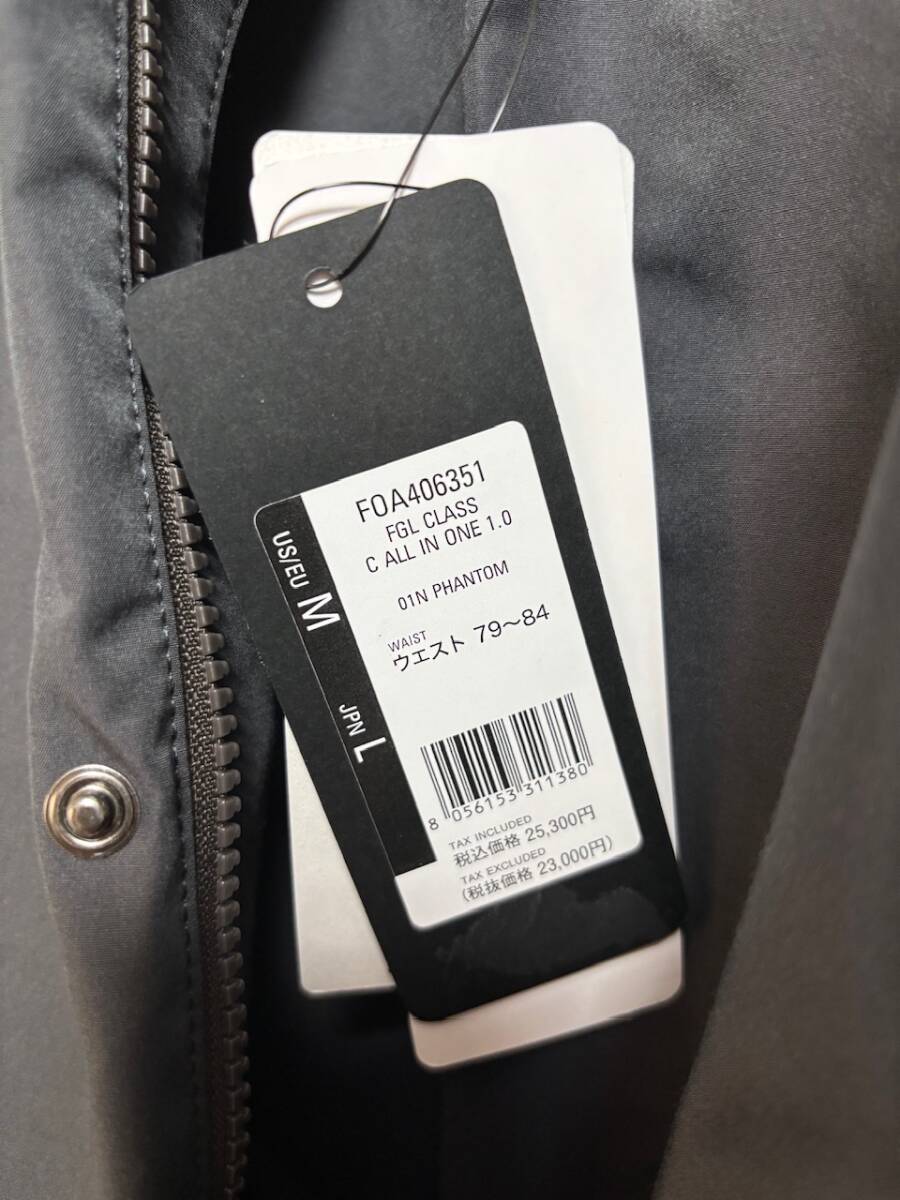 FOA406351
FGL CLASS
C ALL IN ONE 1.0
01N PHANTOM
WAIST
ウエスト 79～84
US/EU M
JPN L
8 056153 311380
TAX INCLUDED
税込価格 25,300円
TAX EXCLUDED
(税抜価格 23,000円)